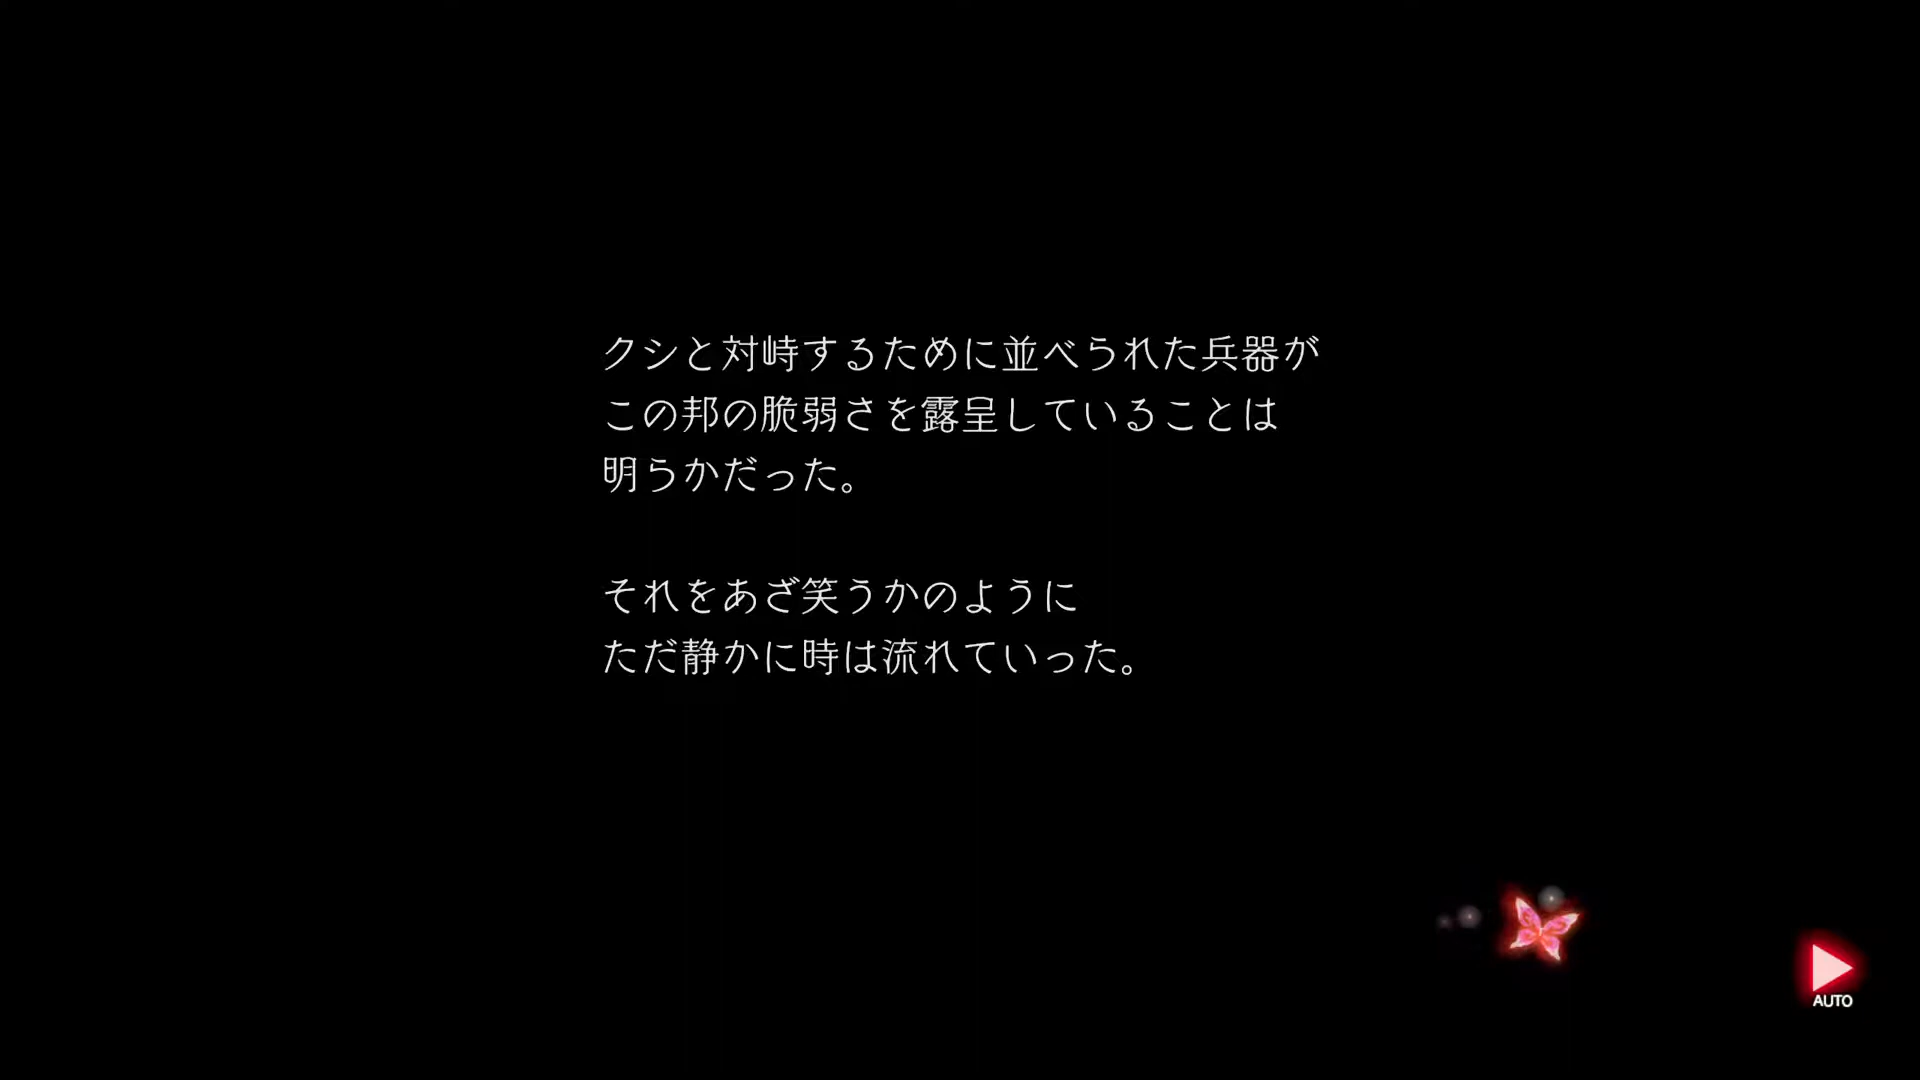 クシと対峙するために並べられた兵器が
この邦の脆弱さを露呈していることは
明らかだった。
それをあざ笑うかのように
ただ静かに時は流れていった。
AUTO